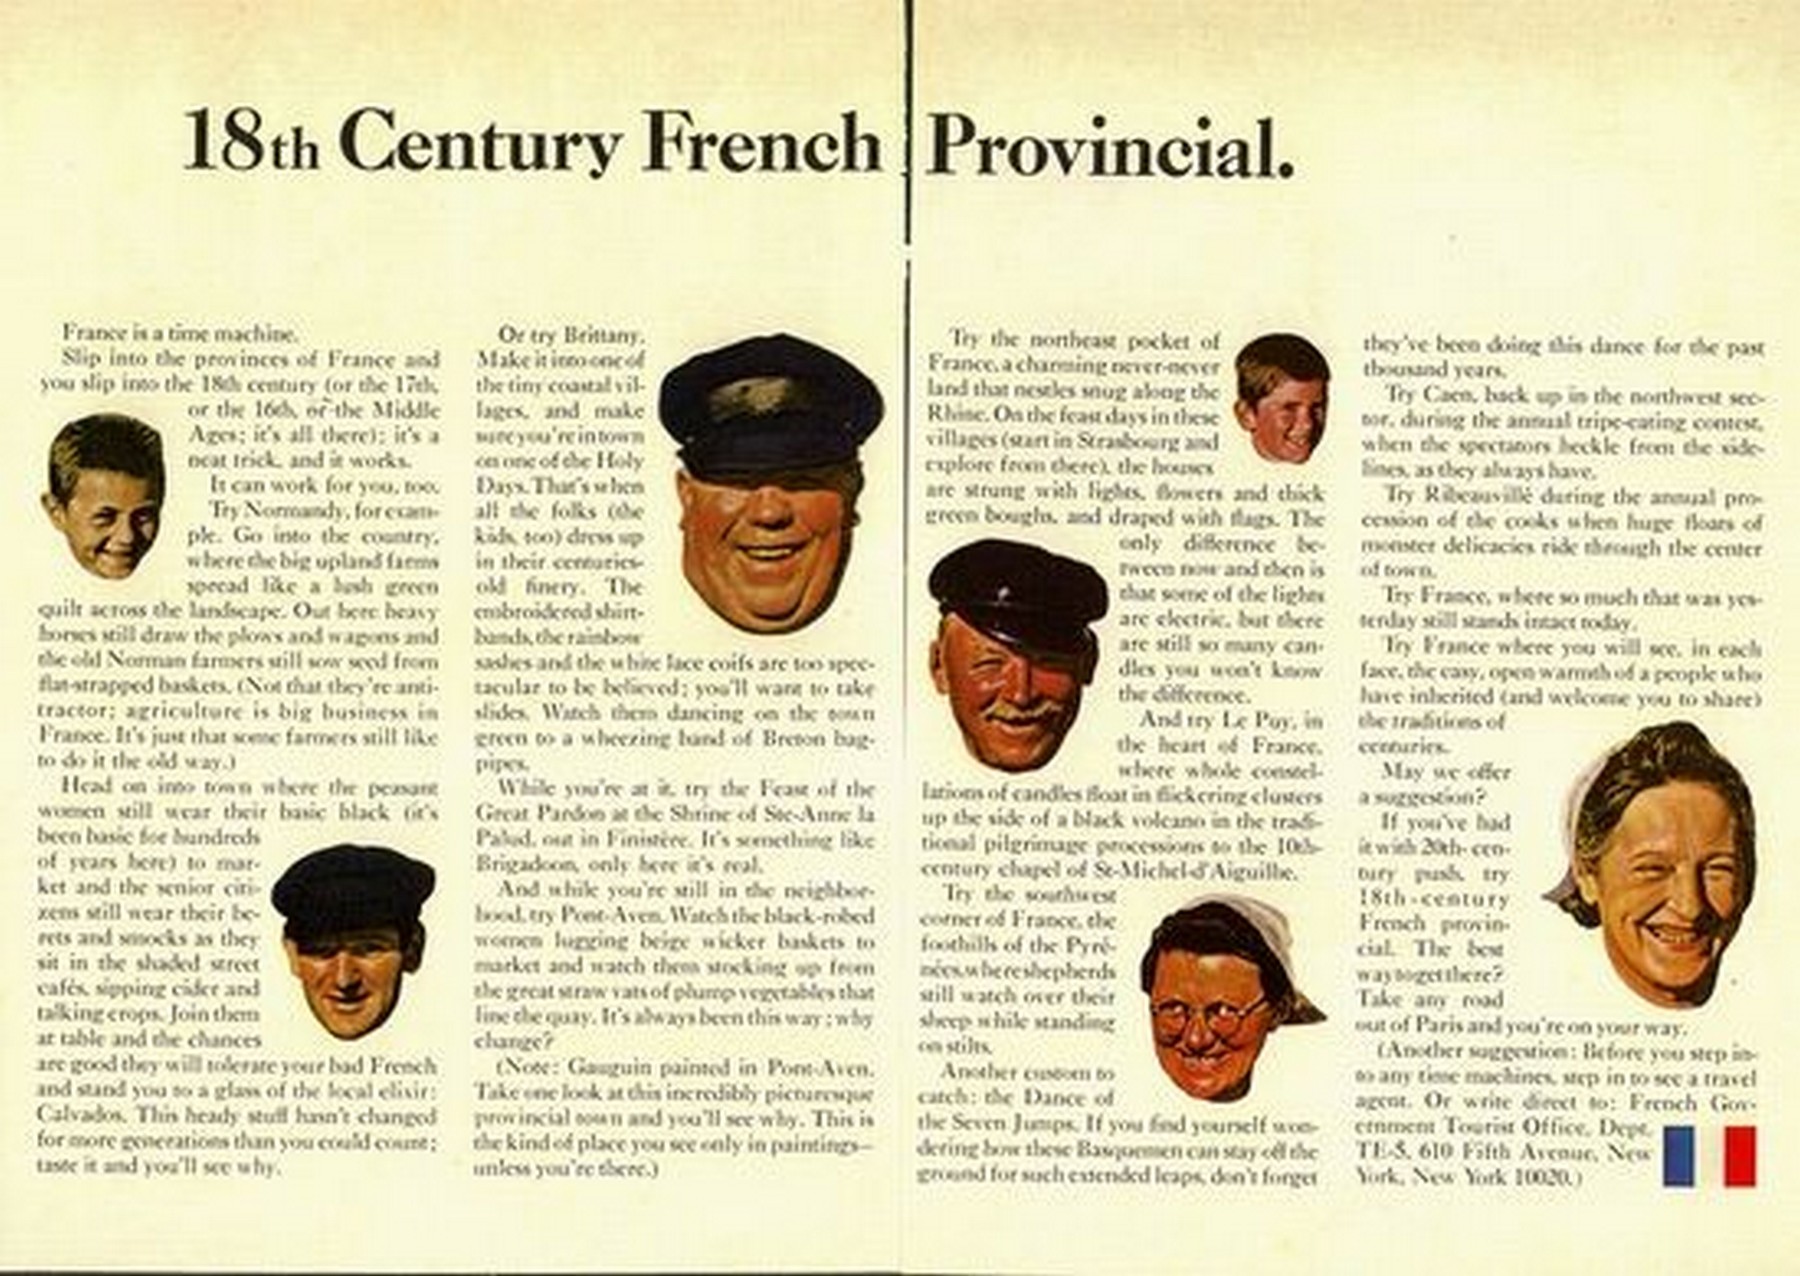 18th Century French Provincial.
France is a time machine.
Slip into the provinces of France and
you slip into the 18th century (or the 17th,
or the 16th, or the Middle
Ages; it's all there); it's a
neat trick, and it works.
It can work for you, too.
Try Normandy, for exam-
ple. Go into the country,
where the big upland farms
spread like a lush green
quilt across the landscape. Out here heavy
horses still draw the plows and wagons and
the old Norman farmers still sow seed from
flat-strapped baskets. (Not that they're anti-
tractor; agriculture is big business in
France. It's just that some farmers still like
to do it the old way.)
Head on into town where the peasant
women still wear their basic black (it's
been basic for hundreds
of years here) to mar-
ket and the senior citi-
zens still wear their be-
rets and smocks as they
sit in the shaded street
cafés, sipping cider and
talking crops. Join them
at table and the chances
are good they will tolerate your bad French
and stand you to a glass of the local elixir:
Calvados. This heady stuff hasn't changed
for more generations than you could count;
taste it and you'll see why.
Or try Brittany.
Make it into one of
the tiny coastal vil-
lages, and make
sure you're in town
on one of the Holy
Days. That's when
all the folks (the
kids, too) dress up
in their centuries-
old finery. The
embroidered shirt-
bands, the rainbow
sashes and the white lace coifs are too spec-
tacular to be believed; you'll want to take
slides. Watch them dancing on the town
green to a wheezing band of Breton bag-
pipes.
While you're at it, try the Feast of the
Great Pardon at the Shrine of Ste-Anne la
Palud, out in Finistère. It's something like
Brigadoon, only here it's real.
And while you're still in the neighbor-
hood, try Pont-Aven. Watch the black-robed
women lugging beige wicker baskets to
market and watch them stocking up from
the great straw vats of plump vegetables that
line the quay. It's always been this way; why
change?
(Note: Gauguin painted in Pont-Aven.
Take one look at this incredibly picturesque
provincial town and you'll see why. This is
the kind of place you see only in paintings—
unless you're there.)
Try the northeast pocket of
France, a charming never-never
land that nestles snug along the
Rhine. On the feast days in these
villages (start in Strasbourg and
explore from there), the houses
are strung with lights, flowers and thick
green boughs, and draped with flags. The
only difference be-
tween now and then is
that some of the lights
are electric, but there
are still so many can-
dles you won't know
the difference.
And try Le Puy, in
the heart of France,
where whole constel-
lations of candles float in flickering clusters
up the side of a black volcano in the tradi-
tional pilgrimage processions to the 10th-
century chapel of St-Michel-d'Aiguilhe.
Try the southwest
corner of France, the
foothills of the Pyré-
nées, where shepherds
still watch over their
sheep while standing
on stilts.
Another custom to
catch: the Dance of
the Seven Jumps. If you find yourself won-
dering how these Basquemen can stay off the
ground for such extended leaps, don't forget
they've been doing this dance for the past
thousand years.
Try Caen, back up in the northwest sec-
tor, during the annual tripe-eating contest,
when the spectators heckle from the side-
lines, as they always have.
Try Ribeauvillé during the annual pro-
cession of the cooks when huge floats of
monster delicacies ride through the center
of town.
Try France, where so much that was yes-
terday still stands intact today.
Try France where you will see, in each
face, the easy, open warmth of a people who
have inherited (and welcome you to share)
the traditions of
centuries.
May we offer
a suggestion?
If you've had
it with 20th-cen-
tury push, try
18th-century
French provin-
cial. The best
way to get there?
Take any road
out of Paris and you're on your way.
(Another suggestion: Before you step in-
to any time machines, step in to see a travel
agent. Or write direct to: French Gov-
ernment Tourist Office, Dept.
TE-5, 610 Fifth Avenue, New
York, New York 10020.)